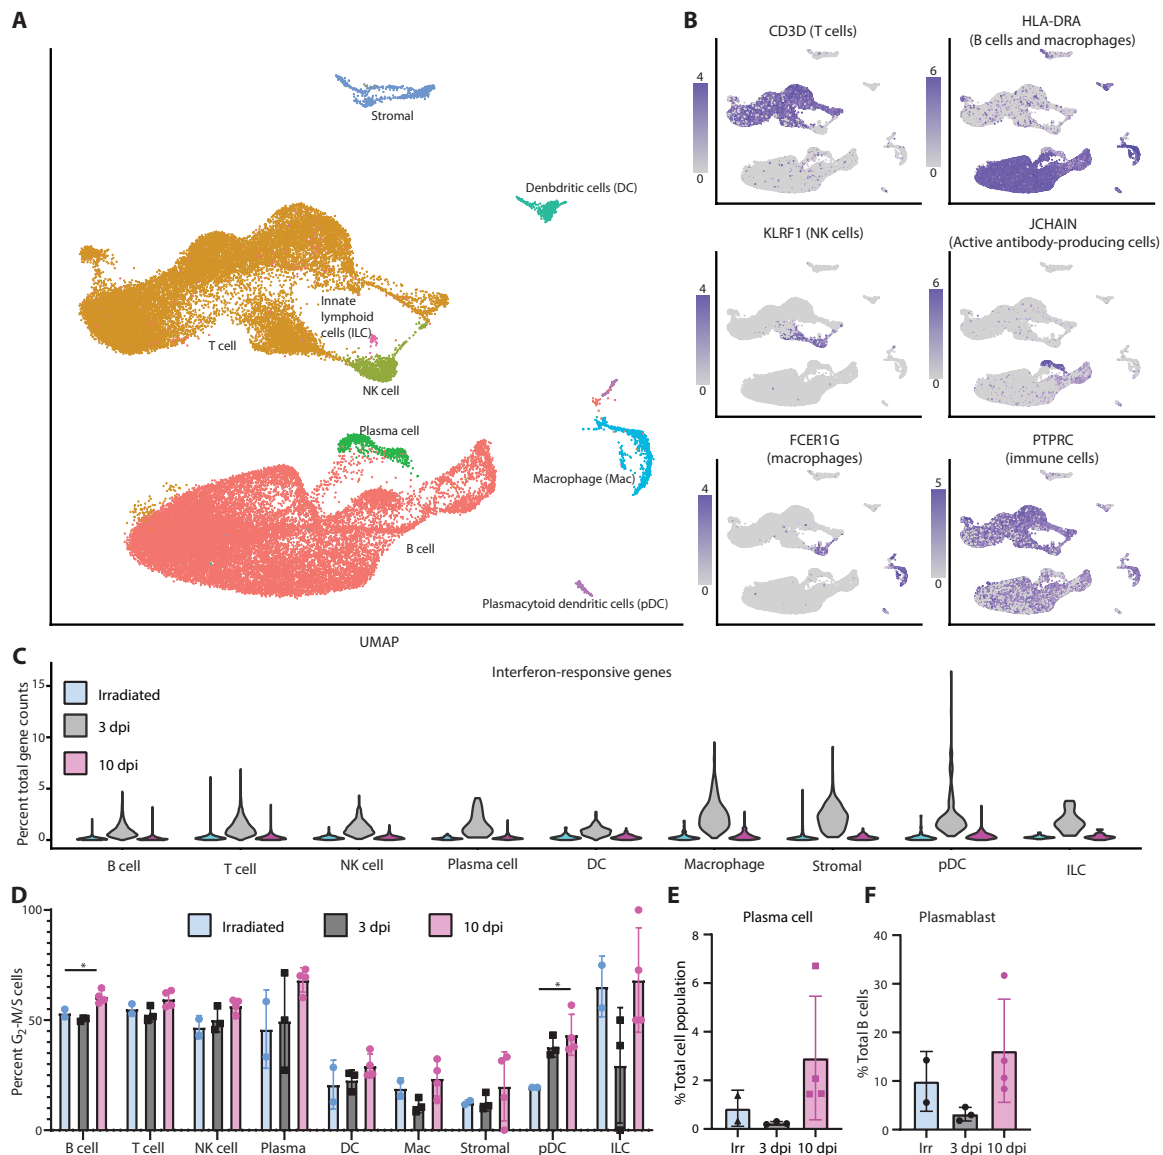 A
Stromal
Denbdritic cells (DC)
Innate
lymphoid
cells (ILC)
T cell
NK cell
Plasma cell
Macrophage (Mac)
B cell
Plasmacytoid dendritic cells (pDC)
UMAP
B
CD3D (T cells)
4
0
HLA-DRA
(B cells and macrophages)
6
0
KLRF1 (NK cells)
4
0
JCHAIN
(Active antibody-producing cells)
6
0
FCER1G
(macrophages)
4
0
PTPRC
(immune cells)
5
0
C
Interferon-responsive genes
Percent total gene counts
15
10
5
0
Irradiated
3 dpi
10 dpi
B cell
T cell
NK cell
Plasma cell
DC
Macrophage
Stromal
pDC
ILC
D
Percent G2-M/S cells
100
50
0
Irradiated
3 dpi
10 dpi
*
*
B cell
T cell
NK cell
Plasma
DC
Mac
Stromal
pDC
ILC
E
Plasma cell
% Total cell population
8
6
4
2
0
Irr
3 dpi
10 dpi
F
Plasmablast
% Total B cells
40
30
20
10
0
Irr
3 dpi
10 dpi